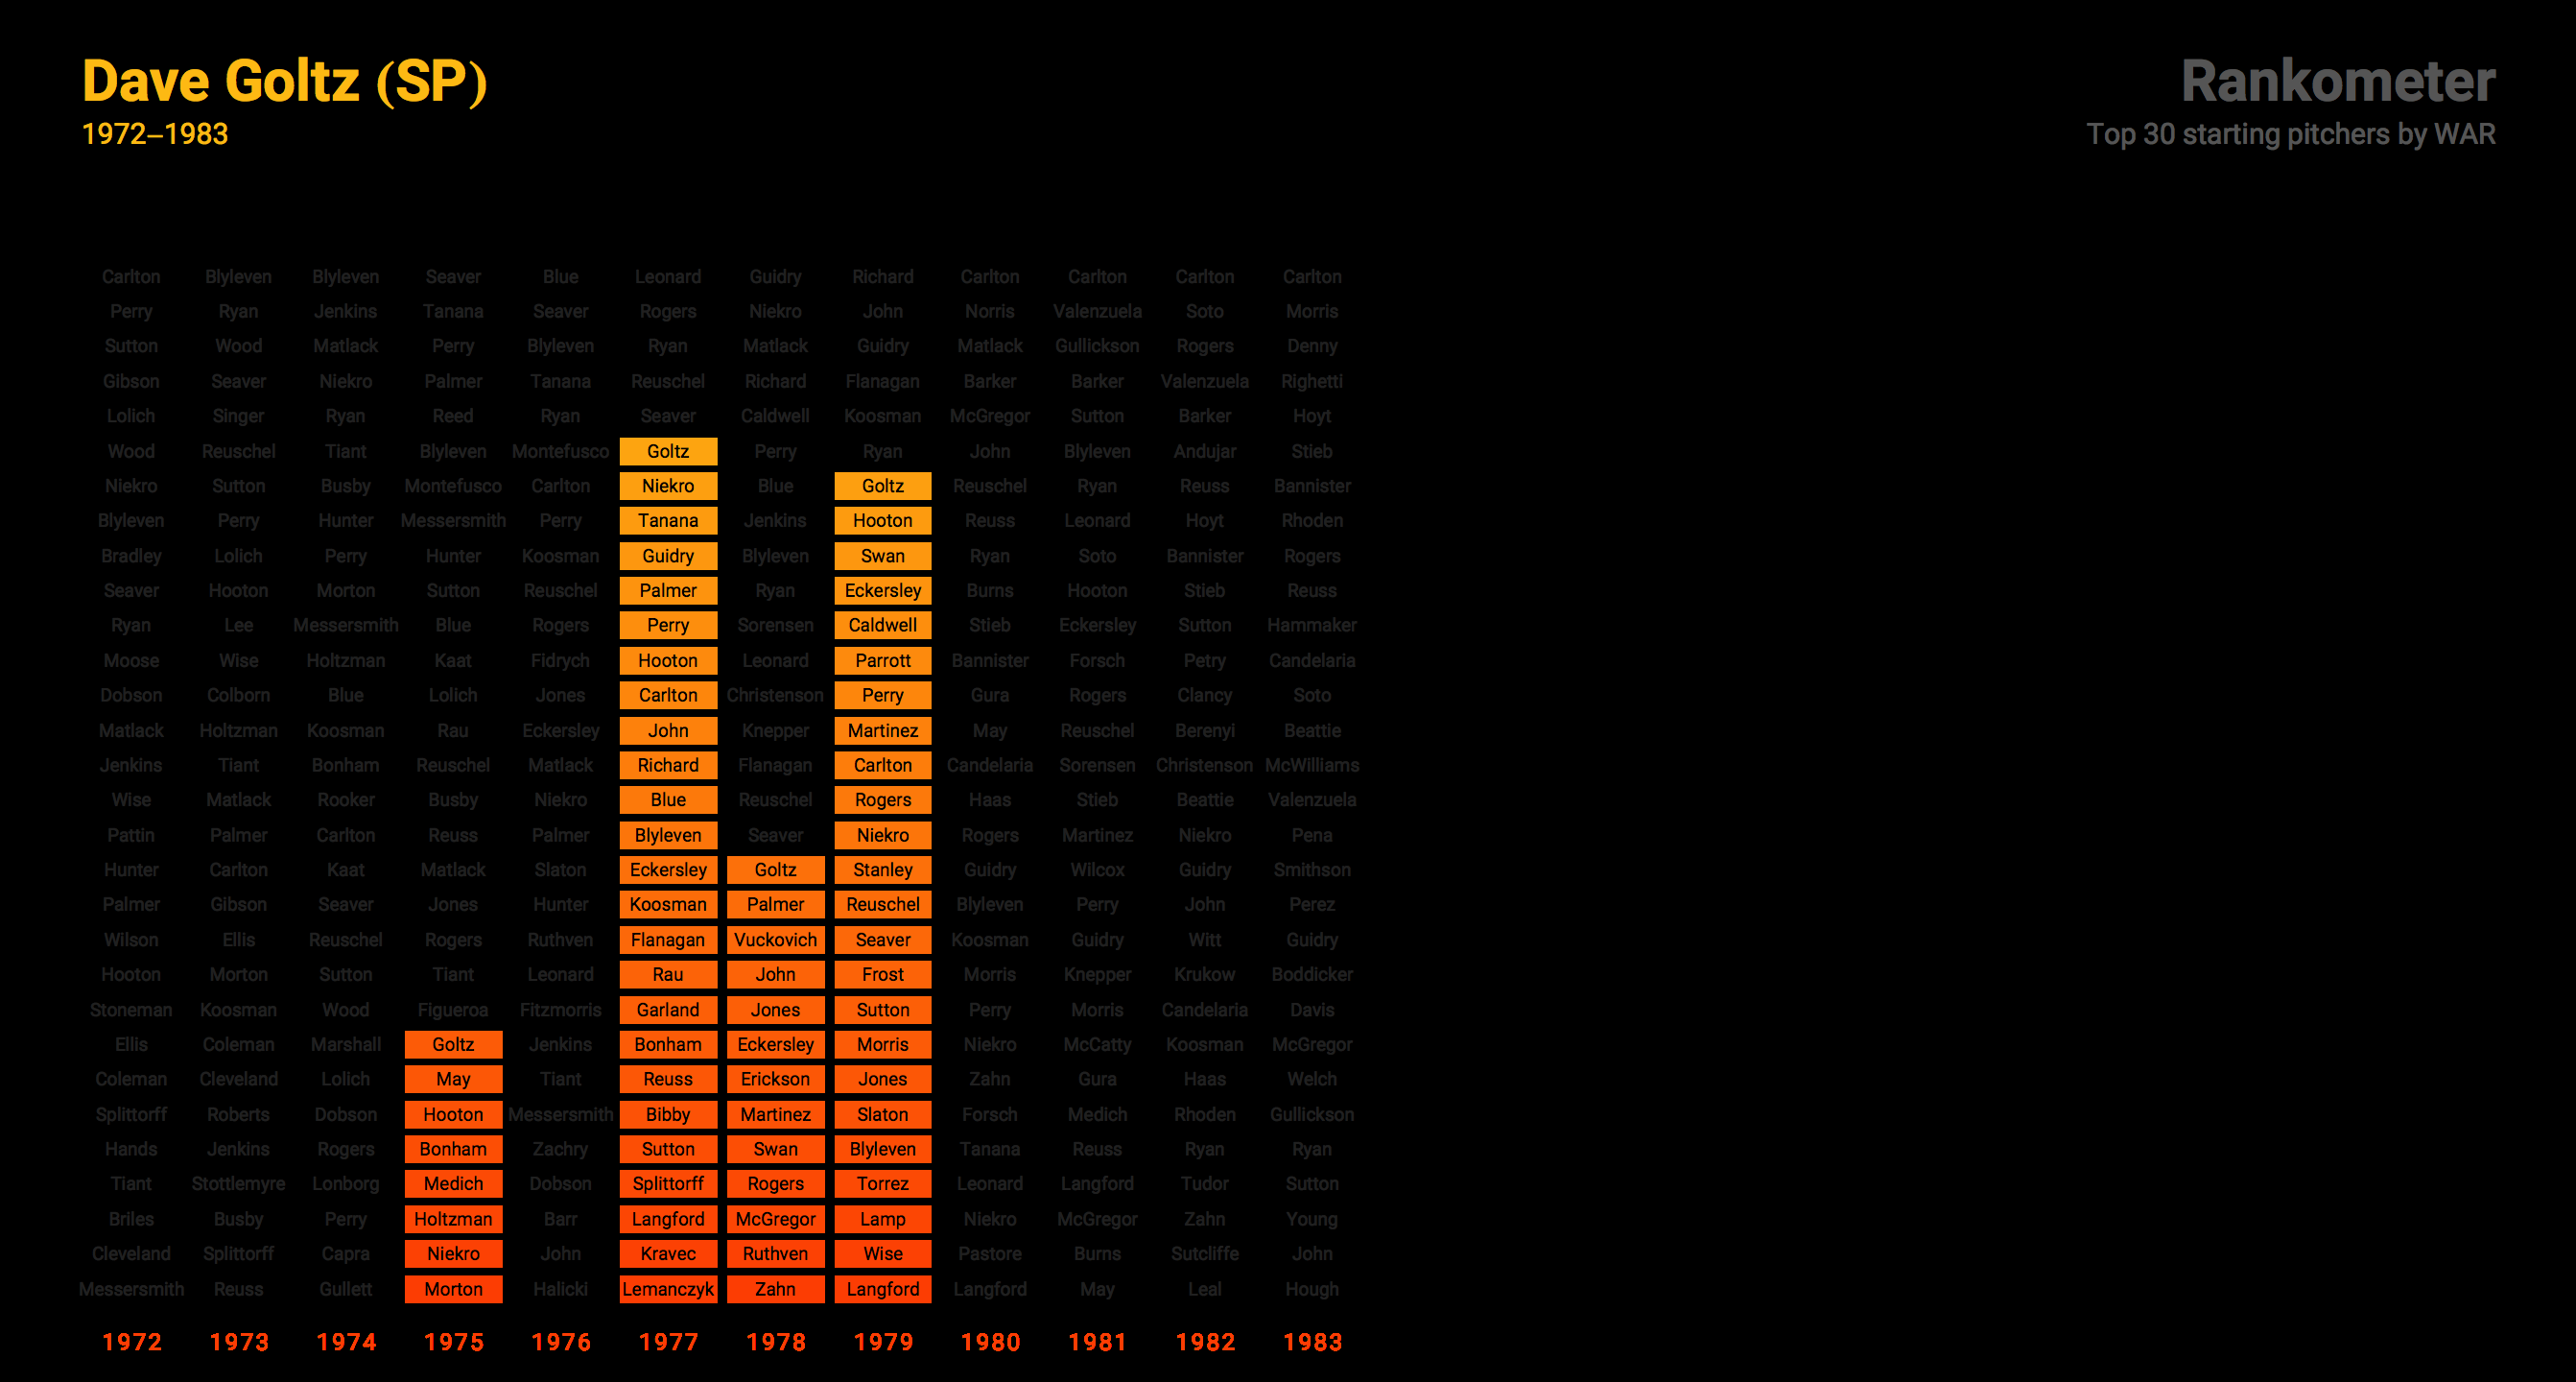 Dave Goltz (SP)
1972–1983
Rankometer
Top 30 starting pitchers by WAR
Carlton Blyleven Blyleven Seaver Blue Leonard Guidry Richard Carlton Carlton Carlton Carlton
Perry Ryan Jenkins Tanana Seaver Rogers Niekro John Norris Valenzuela Soto Morris
Sutton Wood Matlack Perry Blyleven Ryan Matlack Guidry Matlack Gullickson Rogers Denny
Gibson Seaver Niekro Palmer Tanana Reuschel Richard Flanagan Barker Barker Valenzuela Righetti
Lolich Singer Ryan Reed Ryan Seaver Caldwell Koosman McGregor Sutton Barker Hoyt
Wood Reuschel Tiant Blyleven Montefusco Goltz Perry Ryan John Blyleven Andujar Stieb
Niekro Sutton Busby Montefusco Carlton Niekro Blue Goltz Reuschel Ryan Reuss Bannister
Blyleven Perry Hunter Messersmith Perry Tanana Jenkins Hooton Reuss Leonard Hoyt Rhoden
Bradley Lolich Perry Hunter Koosman Guidry Blyleven Swan Ryan Soto Bannister Rogers
Seaver Hooton Morton Sutton Reuschel Palmer Ryan Eckersley Burns Hooton Stieb Reuss
Ryan Lee Messersmith Blue Rogers Perry Sorensen Caldwell Stieb Eckersley Sutton Hammaker
Moose Wise Holtzman Kaat Fidrych Hooton Leonard Parrott Bannister Forsch Petry Candelaria
Dobson Colborn Blue Lolich Jones Carlton Christenson Perry Gura Rogers Clancy Soto
Matlack Holtzman Koosman Rau Eckersley John Knepper Martinez May Reuschel Berenyi Beattie
Jenkins Tiant Bonham Reuschel Matlack Richard Flanagan Carlton Candelaria Sorensen Christenson McWilliams
Wise Matlack Rooker Busby Niekro Blue Reuschel Rogers Haas Stieb Beattie Valenzuela
Pattin Palmer Carlton Reuss Palmer Blyleven Seaver Niekro Rogers Martinez Niekro Pena
Hunter Carlton Kaat Matlack Slaton Eckersley Goltz Stanley Guidry Wilcox Guidry Smithson
Palmer Gibson Seaver Jones Hunter Koosman Palmer Reuschel Blyleven Perry John Perez
Wilson Ellis Reuschel Rogers Ruthven Flanagan Vuckovich Seaver Koosman Guidry Witt Guidry
Hooton Morton Sutton Tiant Leonard Rau John Frost Morris Knepper Krukow Boddicker
Stoneman Koosman Wood Figueroa Fitzmorris Garland Jones Sutton Perry Morris Candelaria Davis
Ellis Coleman Marshall Goltz Jenkins Bonham Eckersley Morris Niekro McCatty Koosman McGregor
Coleman Cleveland Lolich May Tiant Reuss Erickson Jones Zahn Gura Haas Welch
Splittorff Roberts Dobson Hooton Messersmith Bibby Martinez Slaton Forsch Medich Rhoden Gullickson
Hands Jenkins Rogers Bonham Zachry Sutton Swan Blyleven Tanana Reuss Ryan Ryan
Tiant Stottlemyre Lonborg Medich Dobson Splittorff Rogers Torrez Leonard Langford Tudor Sutton
Briles Busby Perry Holtzman Barr Langford McGregor Lamp Niekro McGregor Zahn Young
Cleveland Splittorff Capra Niekro John Kravec Ruthven Wise Pastore Burns Sutcliffe John
Messersmith Reuss Gullett Morton Halicki Lemanczyk Zahn Langford Langford May Leal Hough
1972 1973 1974 1975 1976 1977 1978 1979 1980 1981 1982 1983